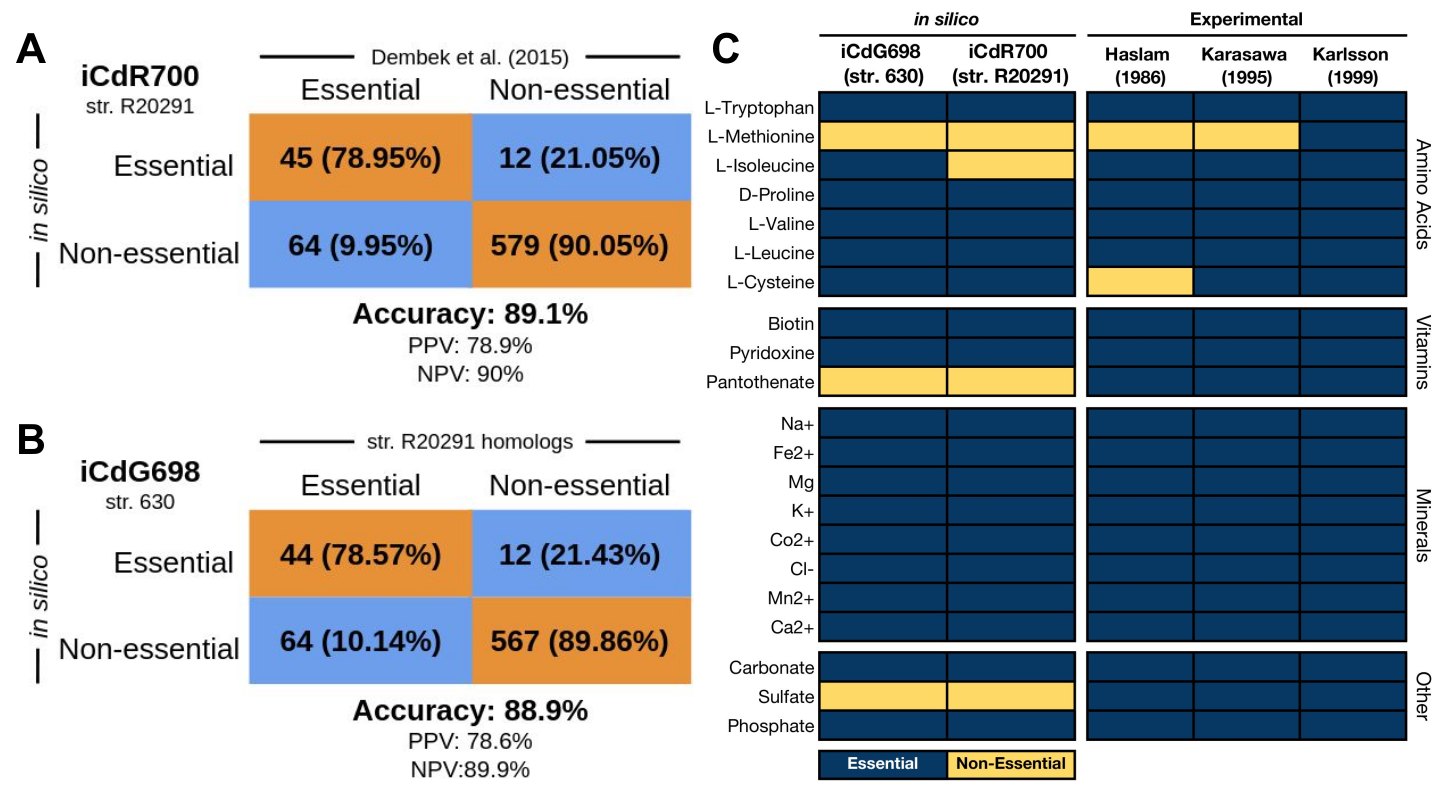 A
iCdR700
str. R20291
Dembek et al. (2015)
Essential Non-essential
in silico
Essential 45 (78.95%) 12 (21.05%)
Non-essential 64 (9.95%) 579 (90.05%)
Accuracy: 89.1%
PPV: 78.9%
NPV: 90%
B
iCdG698
str. 630
str. R20291 homologs
Essential Non-essential
in silico
Essential 44 (78.57%) 12 (21.43%)
Non-essential 64 (10.14%) 567 (89.86%)
Accuracy: 88.9%
PPV: 78.6%
NPV:89.9%
C
in silico Experimental
iCdG698 iCdR700 Haslam Karasawa Karlsson
(str. 630) (str. R20291) (1986) (1995) (1999)
L-Tryptophan
L-Methionine
L-Isoleucine
D-Proline
L-Valine
L-Leucine
L-Cysteine
Amino Acids
Biotin
Pyridoxine
Pantothenate
Vitamins
Na+
Fe2+
Mg
K+
Co2+
Cl-
Mn2+
Ca2+
Minerals
Carbonate
Sulfate
Phosphate
Other
Essential Non-Essential